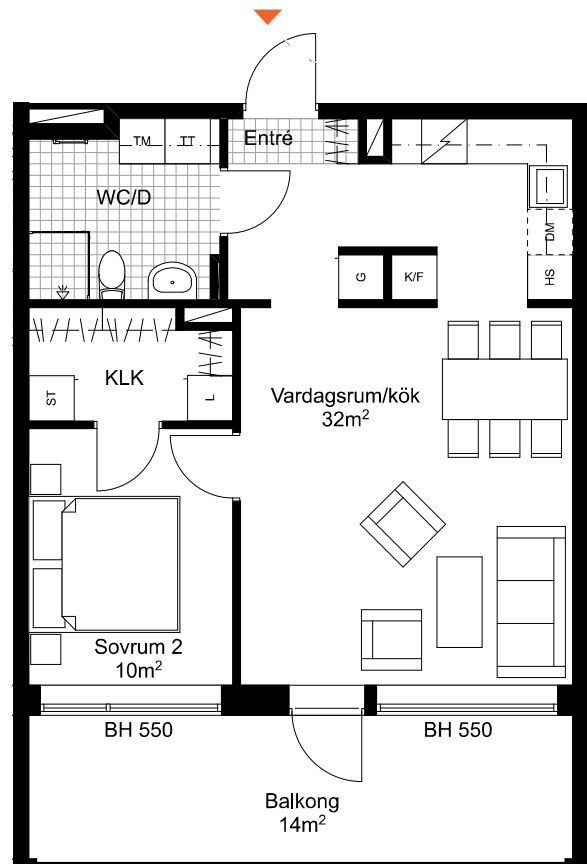 Entré
TM
TT
WC/D
DM
HS
G
K/F
KLK
ST
L
Vardagsrum/kök
32m²
Sovrum 2
10m²
BH 550
BH 550
Balkong
14m²